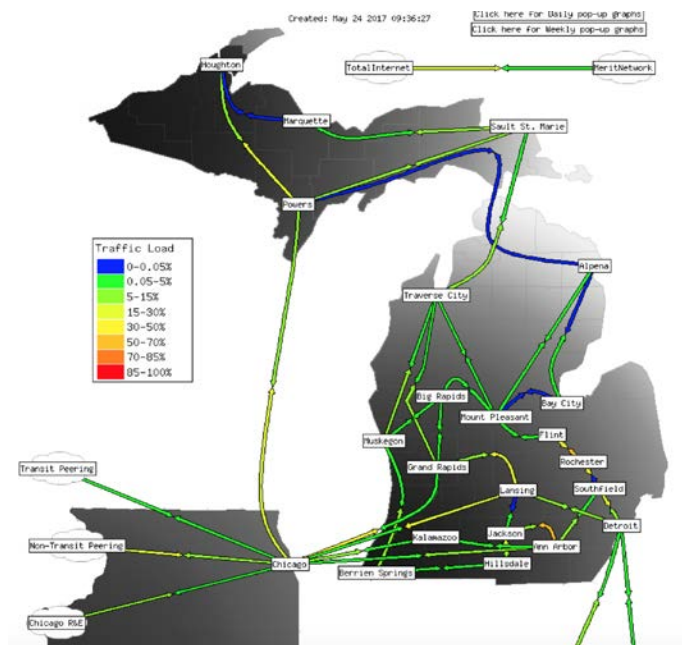 Created: May 24 2017 09:36:27
Click here for Daily pop-up graphs
Click here for Weekly pop-up graphs
Houghton
TotalInternet
MeritNetwork
Marquette
Sault St. Marie
Powers
Traffic Load
0-0.05%
0.05-5%
5-15%
15-30%
30-50%
50-70%
70-85%
85-100%
Alpena
Traverse City
Big Rapids
Bay City
Mount Pleasant
Flint
Muskegon
Rochester
Grand Rapids
Transit Peering
Lansing
Southfield
Detroit
Kalamazoo
Jackson
Non-Transit Peering
Ann Arbor
Chicago
Hillsdale
Berrien Springs
Chicago R&E